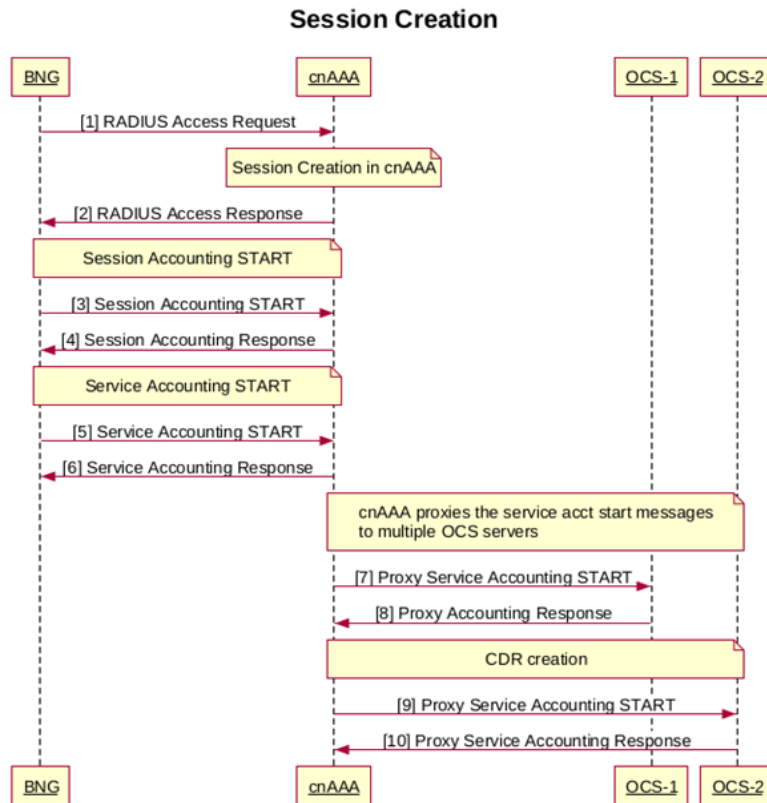 Session Creation
BNG
cnAAA
OCS-1
OCS-2
[1] RADIUS Access Request
Session Creation in cnAAA
[2] RADIUS Access Response
Session Accounting START
[3] Session Accounting START
[4] Session Accounting Response
Service Accounting START
[5] Service Accounting START
[6] Service Accounting Response
cnAAA proxies the service acct start messages
to multiple OCS servers
[7] Proxy Service Accounting START
[8] Proxy Accounting Response
CDR creation
[9] Proxy Service Accounting START
[10] Proxy Service Accounting Response
BNG
cnAAA
OCS-1
OCS-2